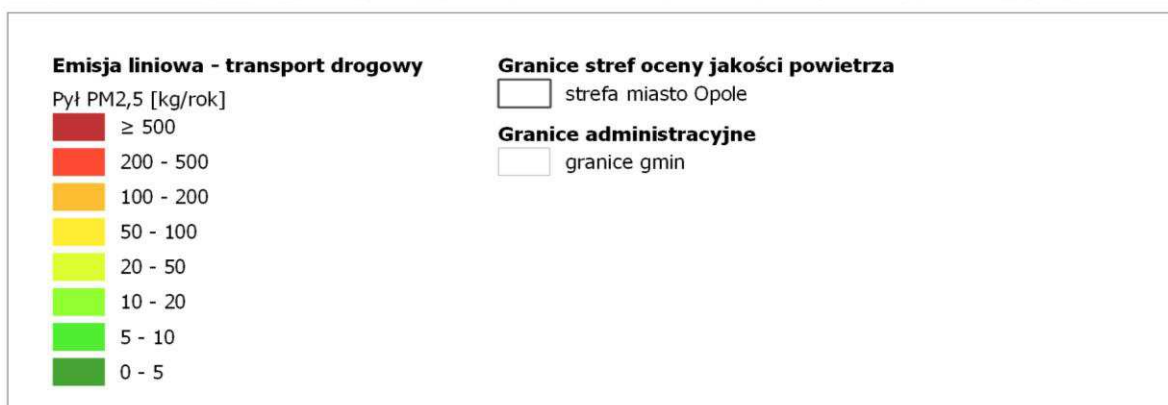 Emisja liniowa - transport drogowy
Pył PM2,5 [kg/rok]
≥ 500
200 - 500
100 - 200
50 - 100
20 - 50
10 - 20
5 - 10
0 - 5
Granice stref oceny jakości powietrza
strefa miasto Opole
Granice administracyjne
granice gmin